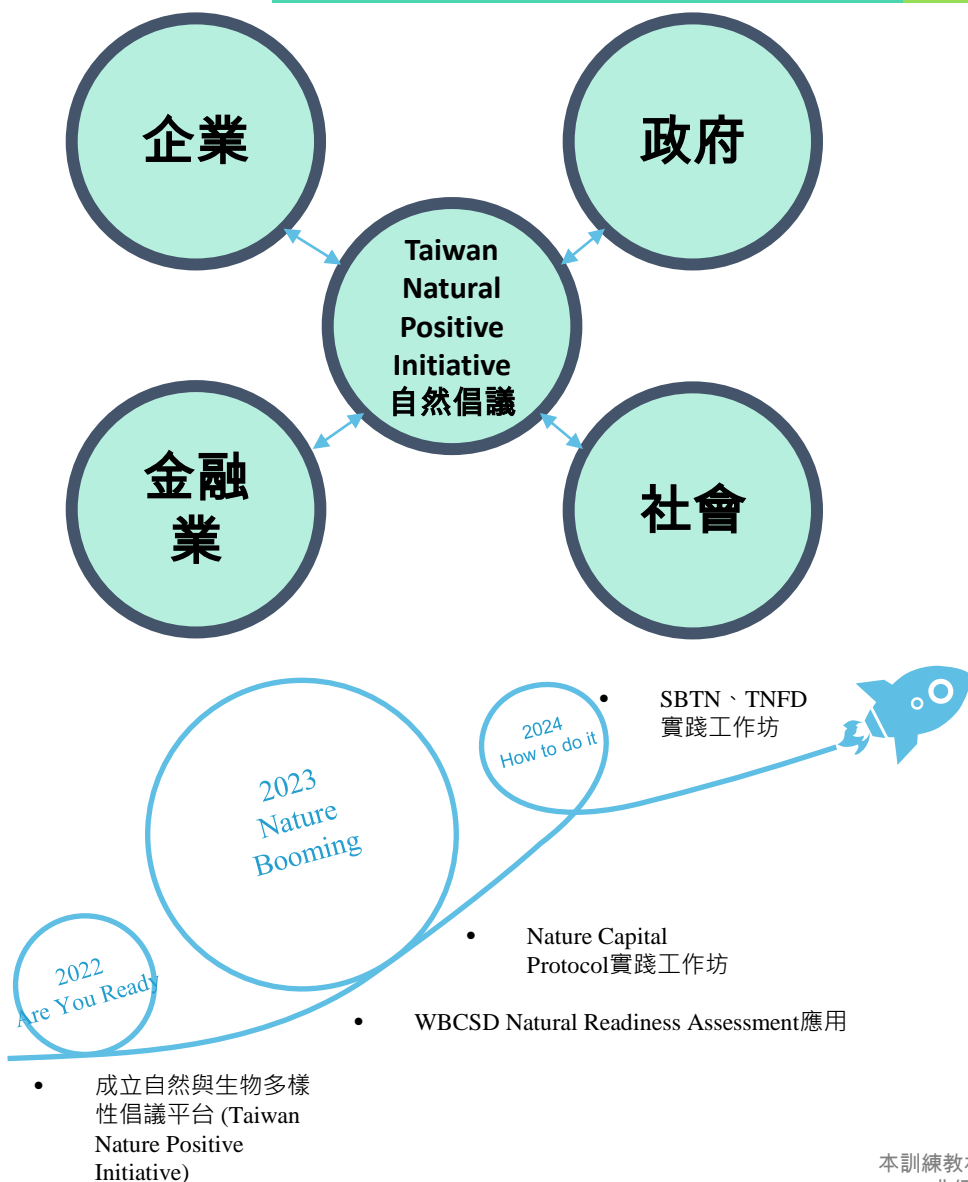 企業
政府
Taiwan
Natural
Positive
Initiative
自然倡議
金融
業
社會
• SBTN、TNFD
實踐工作坊
2024
How to do it
2023
Nature
Booming
• Nature Capital
Protocol實踐工作坊
2022
Are You Ready
• WBCSD Natural Readiness Assessment應用
• 成立自然與生物多樣
性倡議平台 (Taiwan
Nature Positive
Initiative)
本訓練教